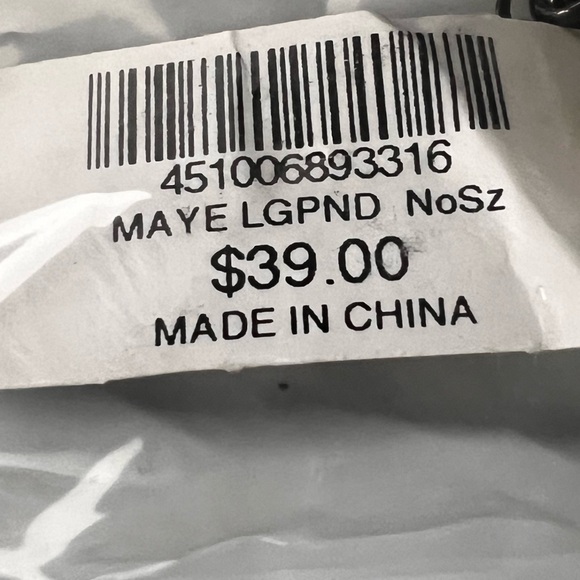 451006893316
MAYE LGPND NoSz
$39.00
MADE IN CHINA